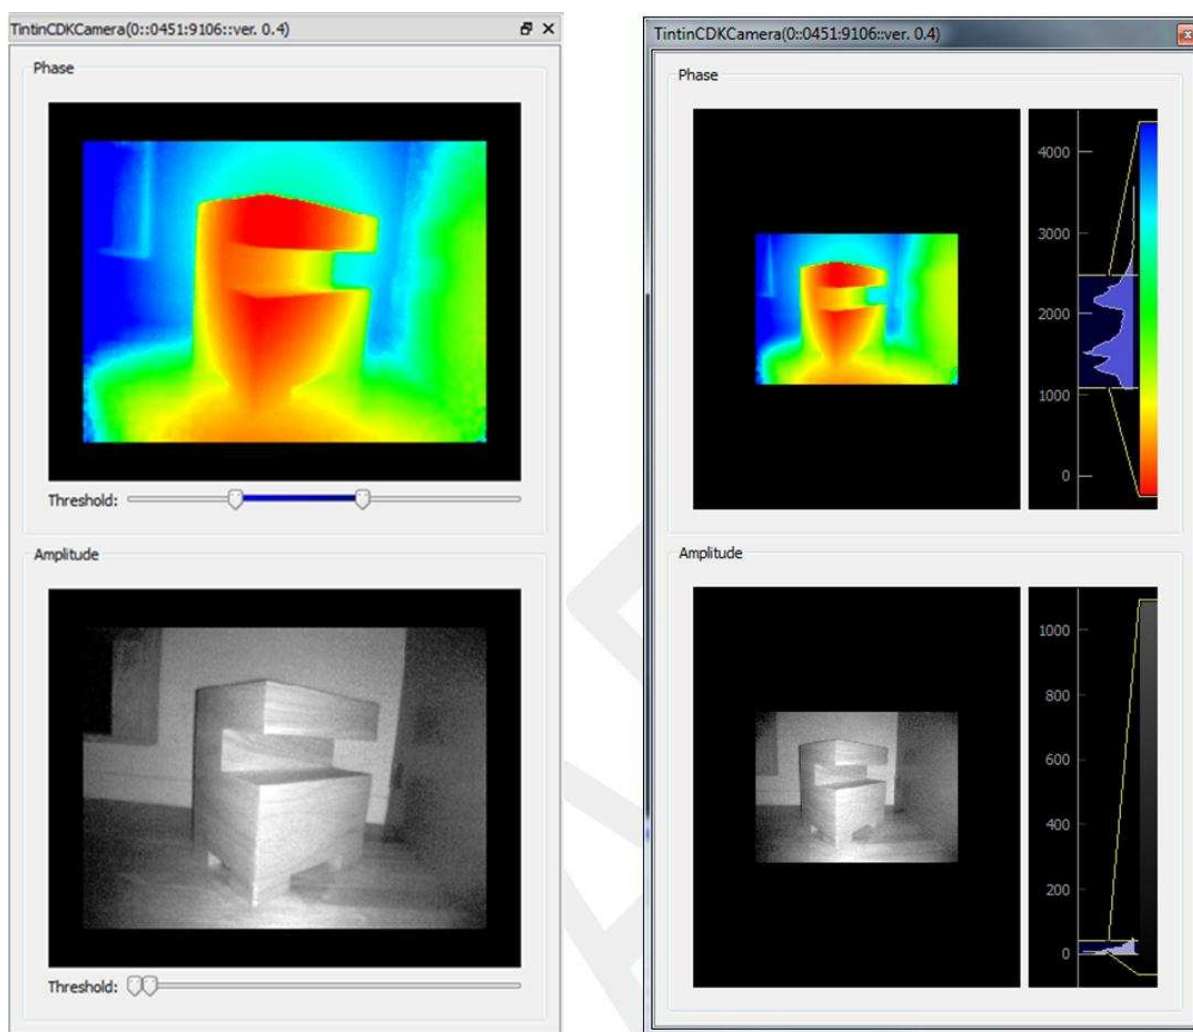 TintinCDKCamera(0::0451:9106::ver. 0.4)
Phase
Threshold:
Amplitude
Threshold:
TintinCDKCamera(0::0451:9106::ver. 0.4)
Phase
4000
3000
2000
1000
0
Amplitude
1000
800
600
400
200
0